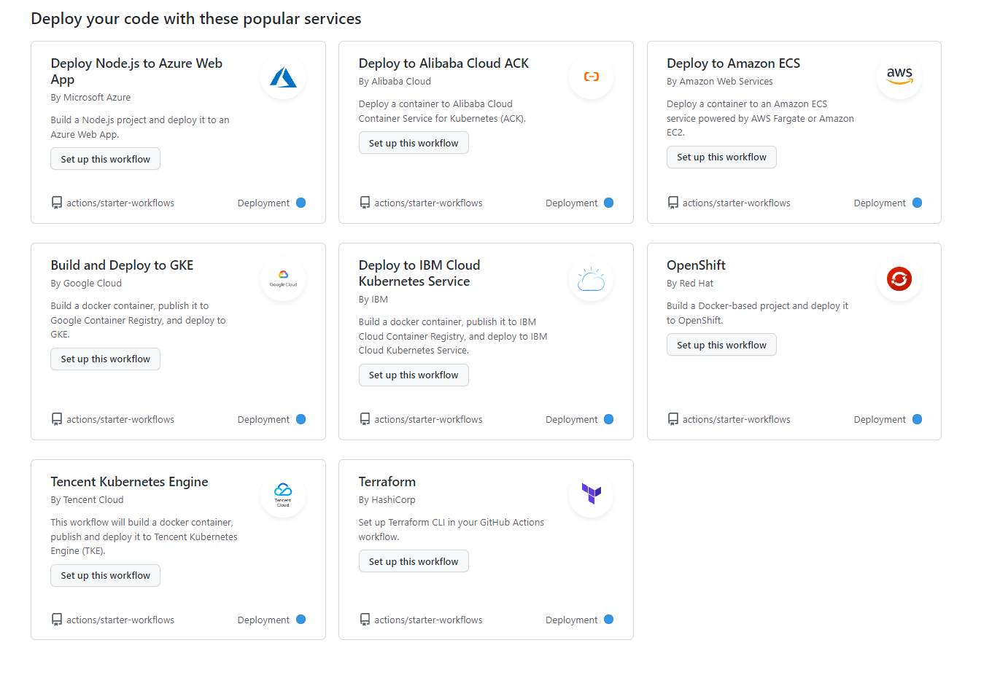 Deploy your code with these popular services
Deploy Node.js to Azure Web
App
By Microsoft Azure
Build a Node.js project and deploy it to an
Azure Web App.
Set up this workflow
actions/starter-workflows
Deployment
Deploy to Alibaba Cloud ACK
By Alibaba Cloud
Deploy a container to Alibaba Cloud
Container Service for Kubernetes (ACK).
Set up this workflow
actions/starter-workflows
Deployment
Deploy to Amazon ECS
By Amazon Web Services
aws
Deploy a container to an Amazon ECS
service powered by AWS Fargate or Amazon
EC2.
Set up this workflow
actions/starter-workflows
Deployment
Build and Deploy to GKE
By Google Cloud
Google Cloud
Build a docker container, publish it to
Google Container Registry, and deploy to
GKE.
Set up this workflow
actions/starter-workflows
Deployment
Deploy to IBM Cloud
Kubernetes Service
By IBM
Build a docker container, publish it to IBM
Cloud Container Registry, and deploy to IBM
Cloud Kubernetes Service.
Set up this workflow
actions/starter-workflows
Deployment
OpenShift
By Red Hat
Build a Docker-based project and deploy it
to OpenShift.
Set up this workflow
actions/starter-workflows
Deployment
Tencent Kubernetes Engine
By Tencent Cloud
Tencent
Cloud
This workflow will build a docker container,
publish and deploy it to Tencent Kubernetes
Engine (TKE).
Set up this workflow
actions/starter-workflows
Deployment
Terraform
By HashiCorp
Set up Terraform CLI in your GitHub Actions
workflow.
Set up this workflow
actions/starter-workflows
Deployment